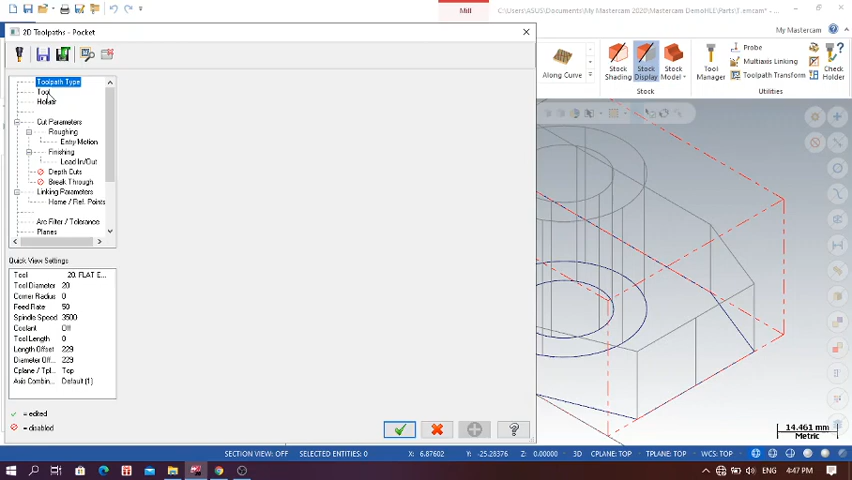 Mill
C:\Users\ASUS\Documents\My Mastercam 2020\Mastercam Demo\HLE\Parts\T.emcam*
My Mastercam
2D Toolpaths - Pocket
Along Curve
Stock Shading
Stock Display
Stock Model
Stock
Tool Manager
Probe
Multiaxis Linking
Toolpath Transform
Check Holder
Utilities
Toolpath Type
Tool
Holder
Cut Parameters
Roughing
Entry Motion
Finishing
Lead In/Out
Depth Cuts
Break Through
Linking Parameters
Home / Ref. Points
Arc Filter / Tolerance
Planes
Quick View Settings
Tool 20. FLAT E...
Tool Diameter 20
Corner Radius 0
Feed Rate 50
Spindle Speed 3500
Coolant Off
Tool Length 0
Length Offset 229
Diameter Off... 229
Cplane / Tpl... Top
Axis Combin... Default (1)
= edited
= disabled
14.461 mm
Metric
SECTION VIEW: OFF SELECTED ENTITIES: 0 X: 6.87602 Y: -25.28376 Z: 0.00000 3D CPLANE: TOP TPLANE: TOP WCS: TOP
ENG 4:47 PM